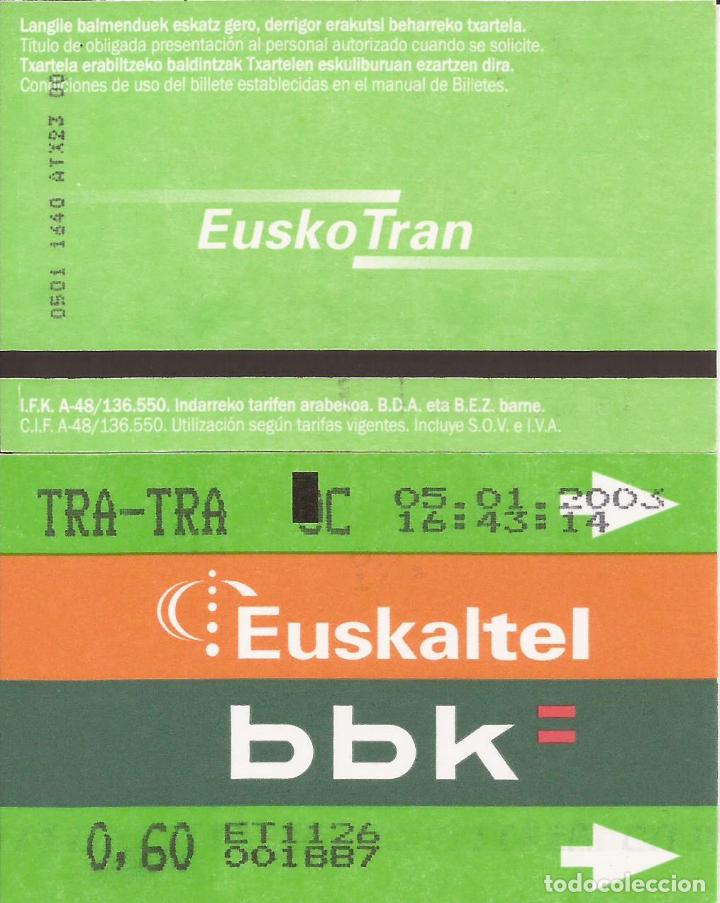 Langile balmenduek eskatz gero, derrigor erakutsi beharreko txartela.
Título de obligada presentación al personal autorizado cuando se solicite.
Txartela erabiltzeko baldintzak Txartelen eskuliburuan ezartzen dira.
Condiciones de uso del billete establecidas en el manual de Billetes.
0501 1640 ATX23 00
EuskoTran
I.F.K. A-48/136.550. Indarreko tarifen arabekoa. B.D.A. eta B.E.Z. barne.
C.I.F. A-48/136.550. Utilización según tarifas vigentes. Incluye S.O.V. e I.V.A.
TRA-TRA 05.01.2003
16:43:14
Euskaltel
bbk
0,60 ET1126
001BB7
todocoleccion